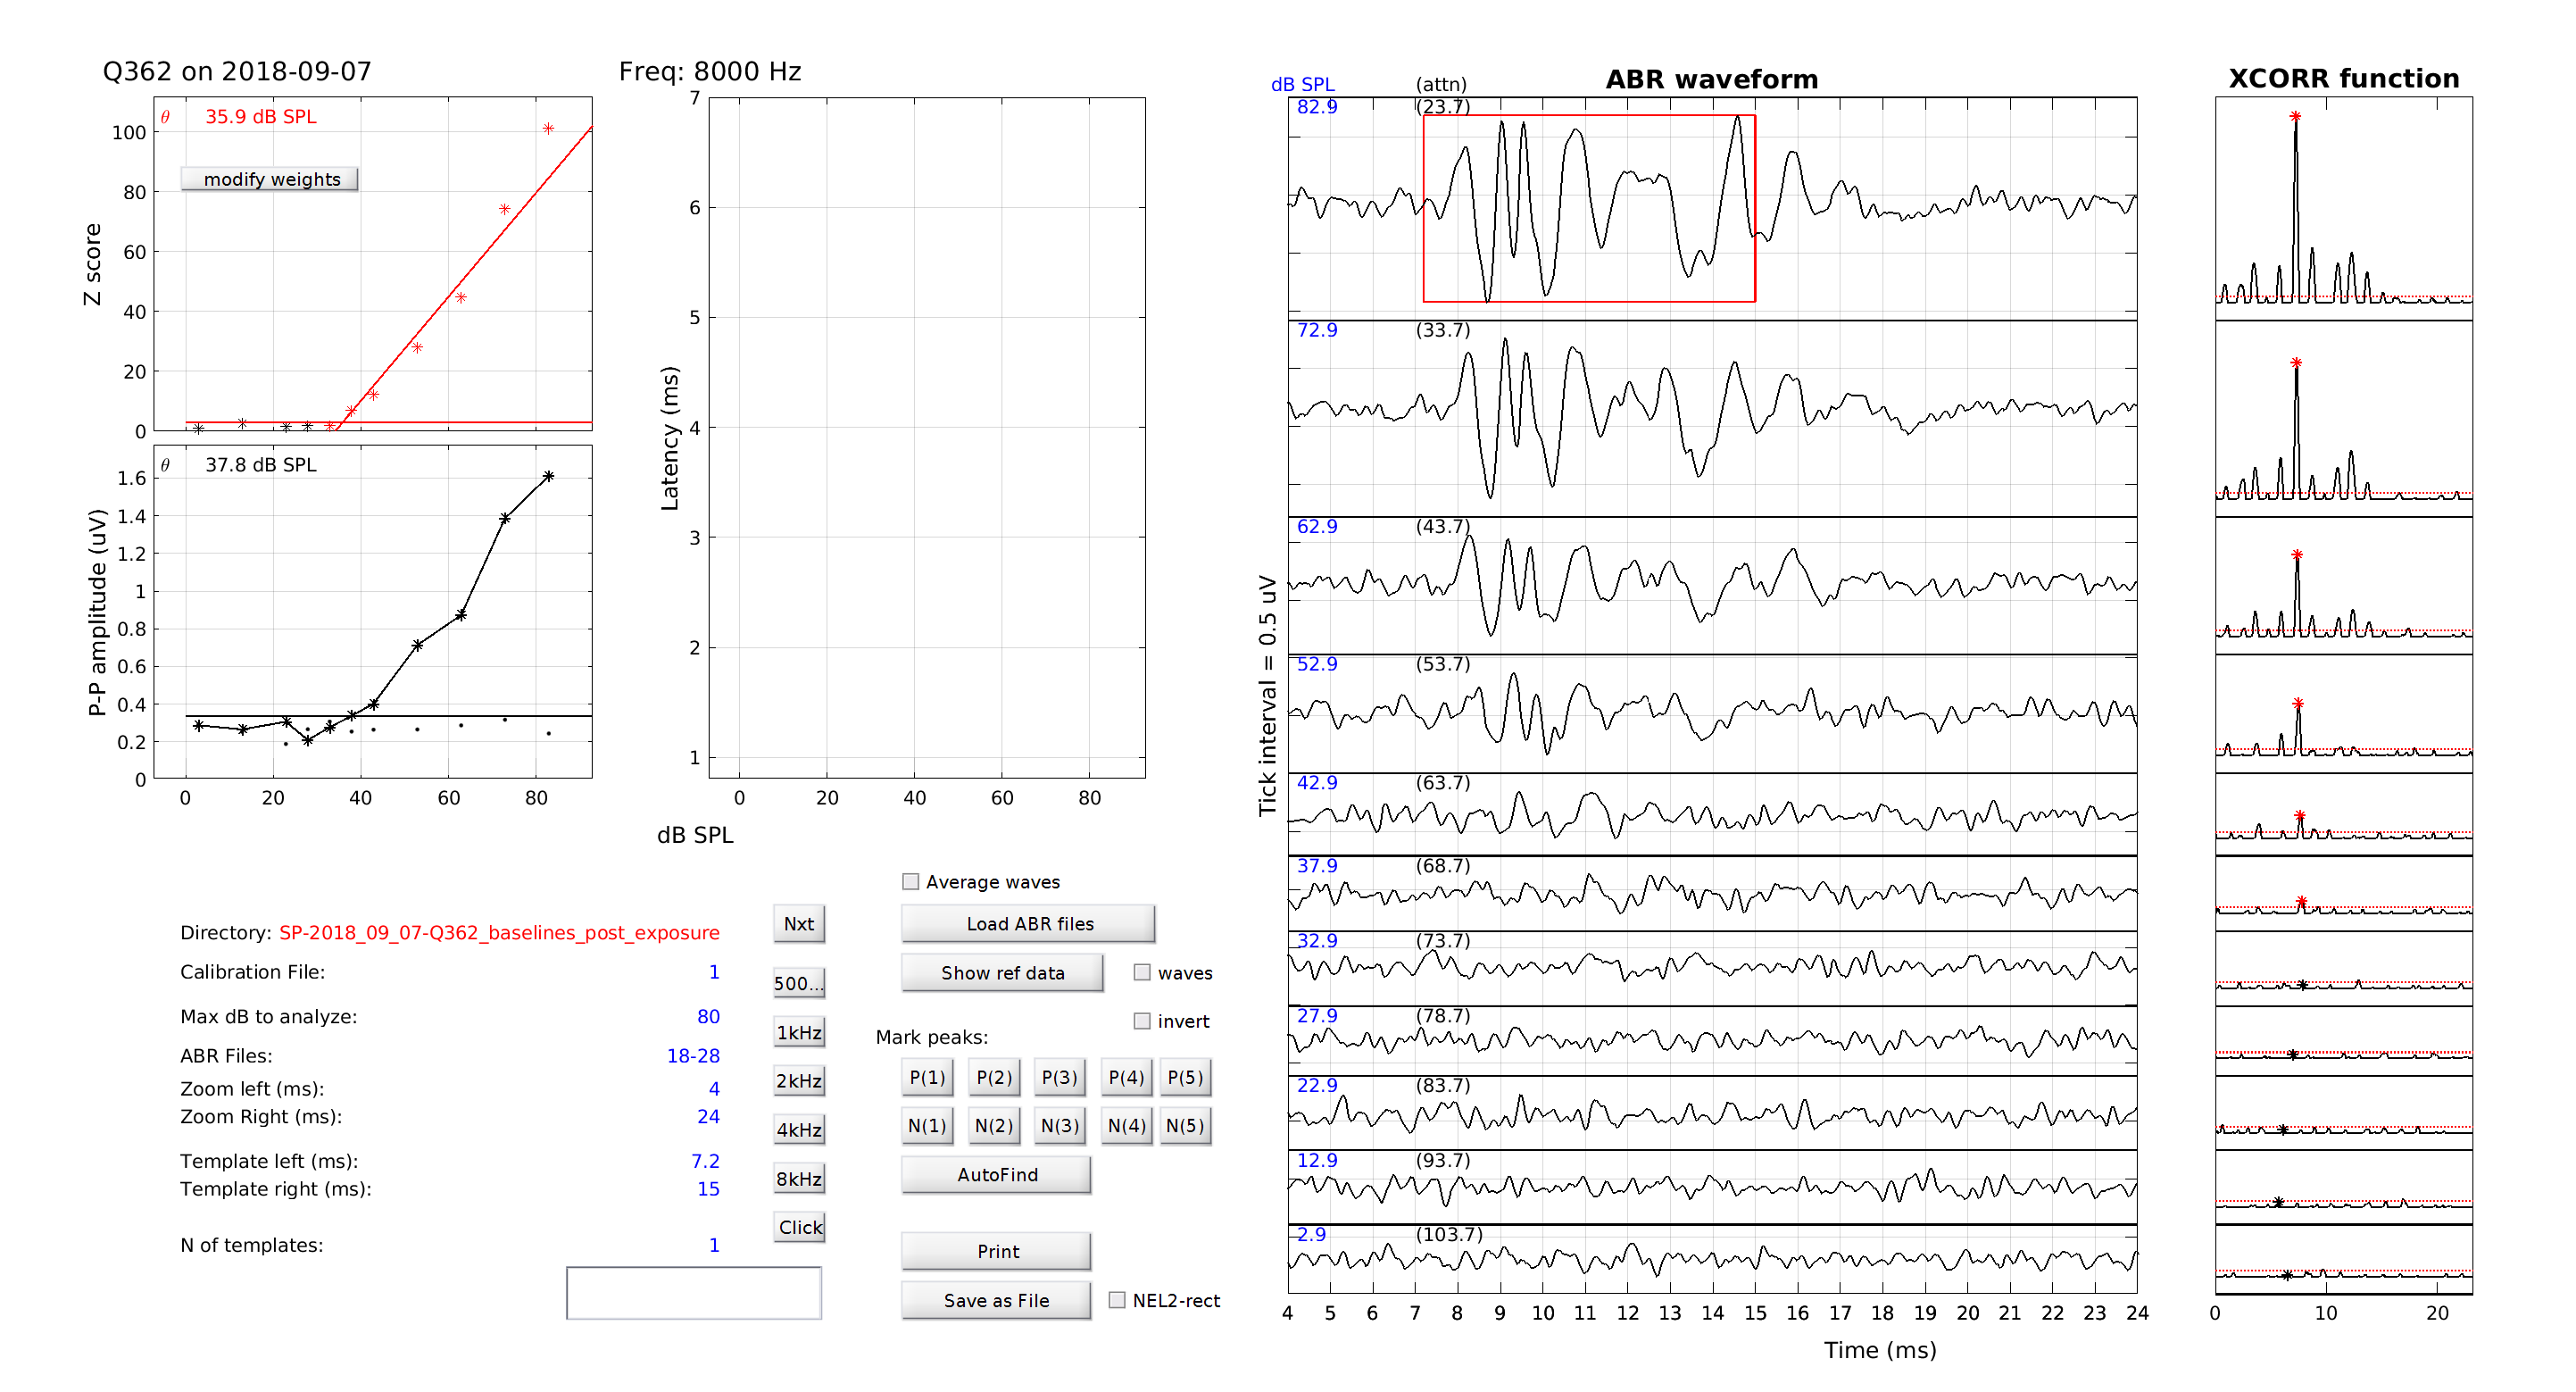 Q362 on 2018-09-07
θ 35.9 dB SPL
modify weights
Z score
100
80
60
40
20
0
θ 37.8 dB SPL
P-P amplitude (uV)
1.6
1.4
1.2
1
0.8
0.6
0.4
0.2
0
0 20 40 60 80
Freq: 8000 Hz
Latency (ms)
7
6
5
4
3
2
1
0 20 40 60 80
dB SPL
Directory: SP-2018_09_07-Q362_baselines_post_exposure
Calibration File: 1
Max dB to analyze: 80
ABR Files: 18-28
Zoom left (ms): 4
Zoom Right (ms): 24
Template left (ms): 7.2
Template right (ms): 15
N of templates: 1
Nxt
500...
1kHz
2kHz
4kHz
8kHz
Click
Average waves
Load ABR files
Show ref data
waves
invert
Mark peaks:
P(1) P(2) P(3) P(4) P(5)
N(1) N(2) N(3) N(4) N(5)
AutoFind
Print
Save as File
NEL2-rect
dB SPL (attn) ABR waveform
82.9 (23.7)
72.9 (33.7)
62.9 (43.7)
52.9 (53.7)
42.9 (63.7)
37.9 (68.7)
32.9 (73.7)
27.9 (78.7)
22.9 (83.7)
12.9 (93.7)
2.9 (103.7)
Tick interval = 0.5 uV
4 5 6 7 8 9 10 11 12 13 14 15 16 17 18 19 20 21 22 23 24
Time (ms)
XCORR function
0 10 20